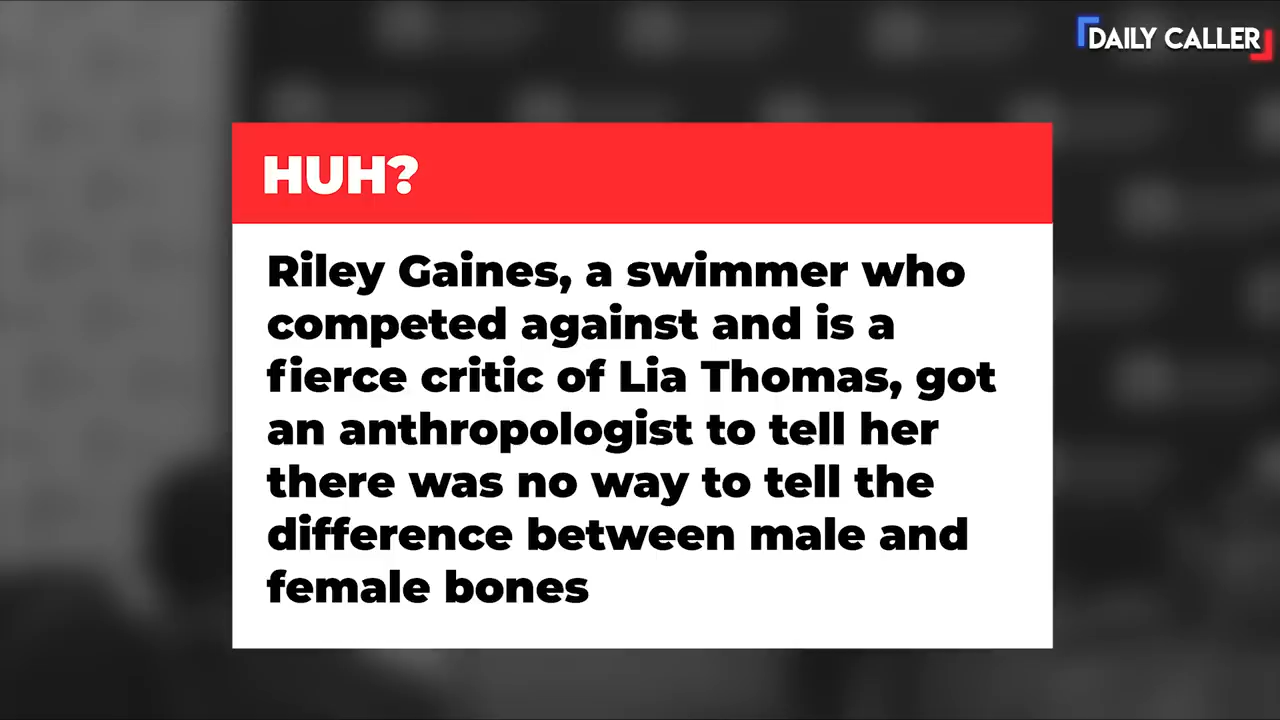 DAILY CALLER
HUH?
Riley Gaines, a swimmer who
competed against and is a
fierce critic of Lia Thomas, got
an anthropologist to tell her
there was no way to tell the
difference between male and
female bones